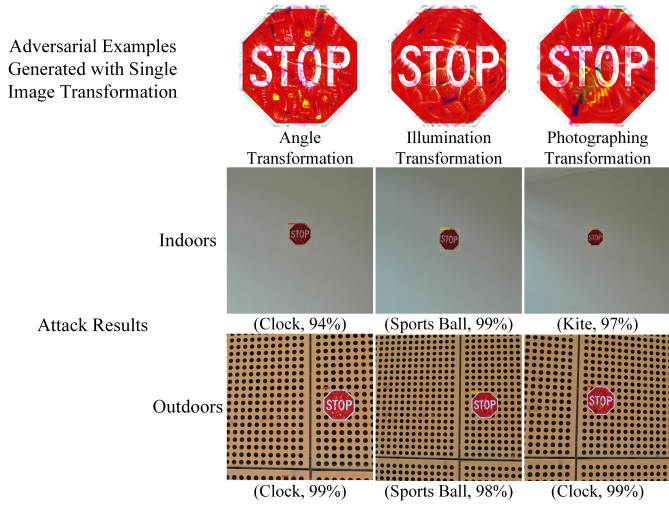 Adversarial Examples
Generated with Single
Image Transformation
STOP
STOP
STOP
Angle
Transformation
Illumination
Transformation
Photographing
Transformation
Indoors
STOP
STOP
STOP
Attack Results
(Clock, 94%)
(Sports Ball, 99%)
(Kite, 97%)
Outdoors
STOP
STOP
STOP
(Clock, 99%)
(Sports Ball, 98%)
(Clock, 99%)